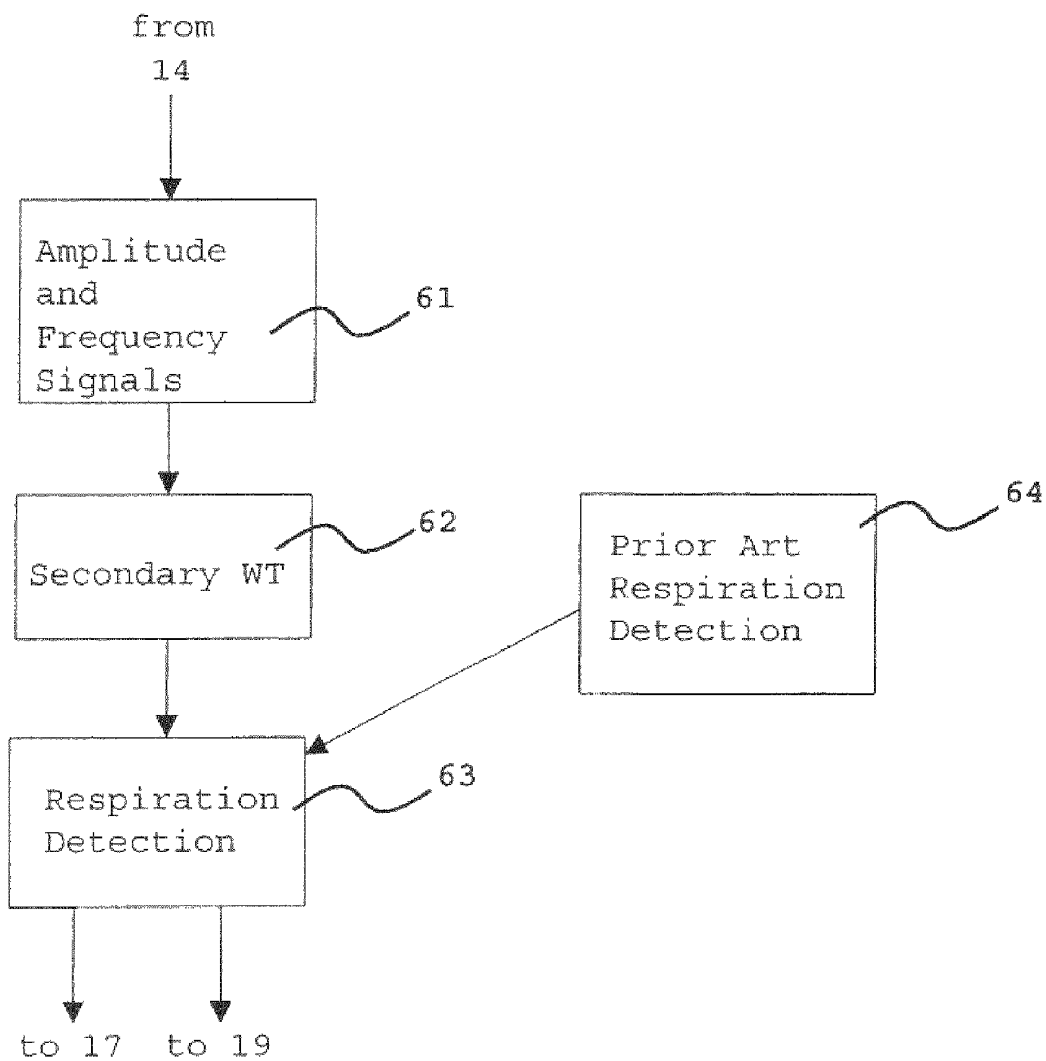 from
14
Amplitude
and
Frequency
Signals
61
Secondary WT
62
Prior Art
Respiration
Detection
64
Respiration
Detection
63
to 17 to 19